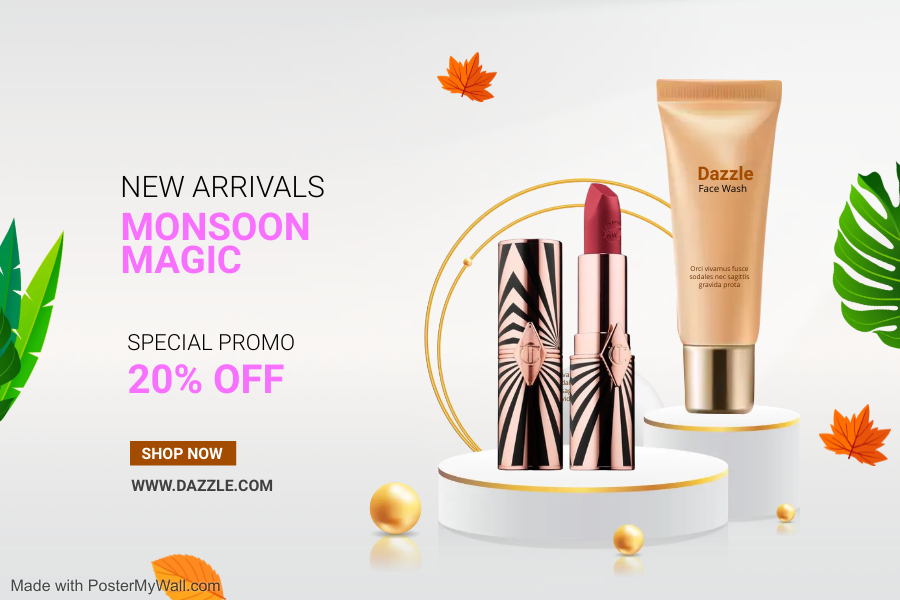 NEW ARRIVALS
MONSOON
MAGIC
SPECIAL PROMO
20% OFF
SHOP NOW
WWW.DAZZLE.COM
Dazzle
Face Wash
Orci vivamus fusce
sodales nec sagittis
gravida prota
Made with PosterMyWall.com